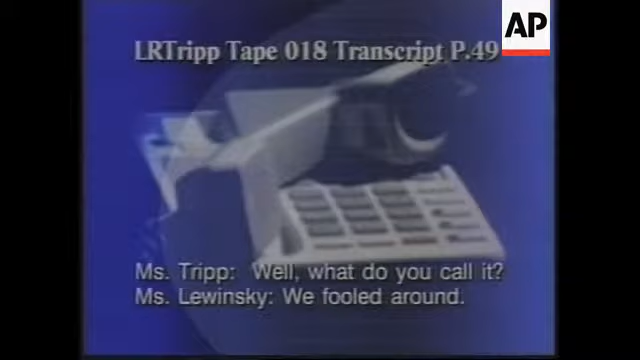 AP
LRTripp Tape 018 Transcript P.49
Ms. Tripp: Well, what do you call it?
Ms. Lewinsky: We fooled around.